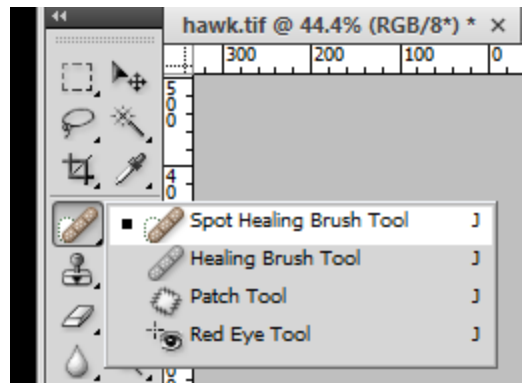 hawk.tif @ 44.4% (RGB/8*) * ×
300 200 100 0
5
0
0
4
0
Spot Healing Brush Tool J
Healing Brush Tool J
Patch Tool J
Red Eye Tool J
0